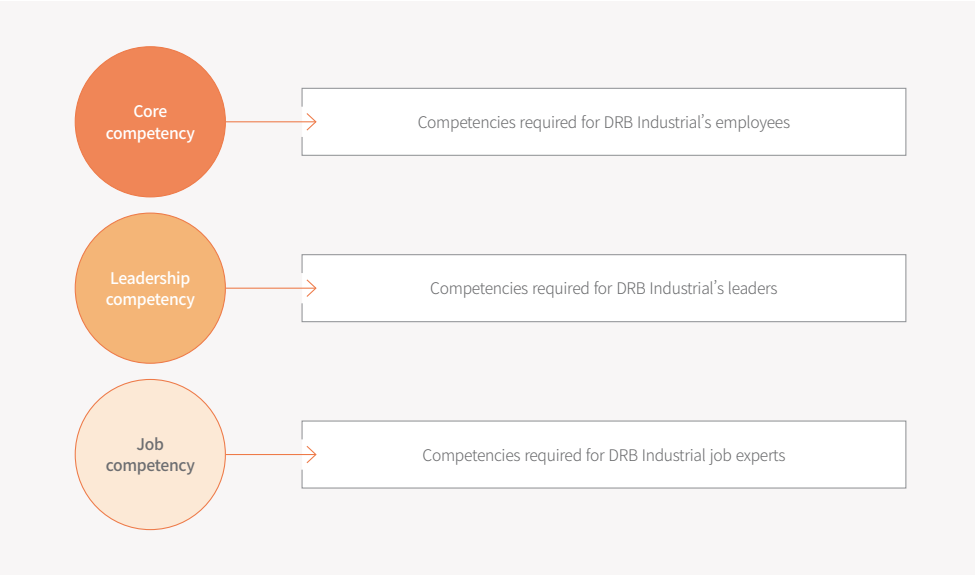 Core
competency
Competencies required for DRB Industrial's employees
Leadership
competency
Competencies required for DRB Industrial's leaders
Job
competency
Competencies required for DRB Industrial job experts